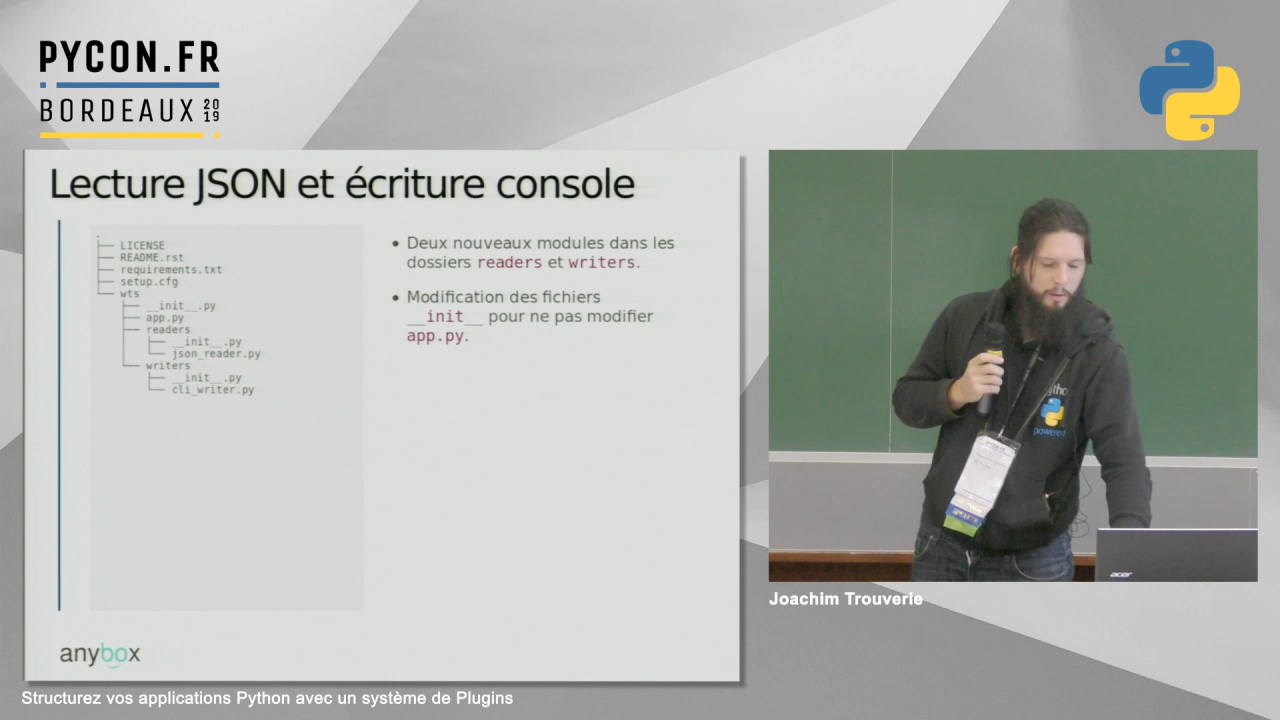 PYCON.FR
BORDEAUX 2019
Lecture JSON et écriture console
.
├── LICENSE
├── README.rst
├── requirements.txt
├── setup.cfg
└── wts
├── __init__.py
├── app.py
├── readers
│   ├── __init__.py
│   └── json_reader.py
└── writers
├── __init__.py
└── cli_writer.py
• Deux nouveaux modules dans les
dossiers readers et writers.
• Modification des fichiers
__init__ pour ne pas modifier
app.py.
anybox
powered
acer
Joachim Trouverie
Structurez vos applications Python avec un système de Plugins